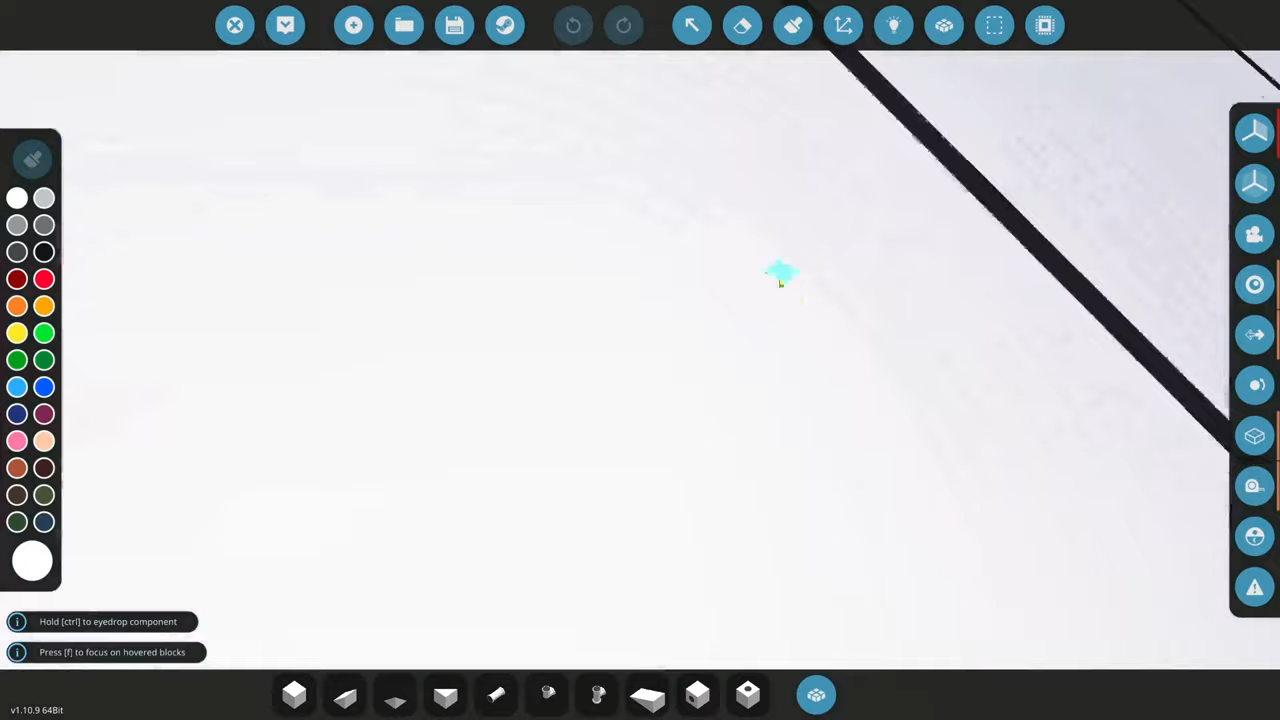 Hold [ctrl] to eyedrop component
Press [f] to focus on hovered blocks
v1.10.9 64Bit